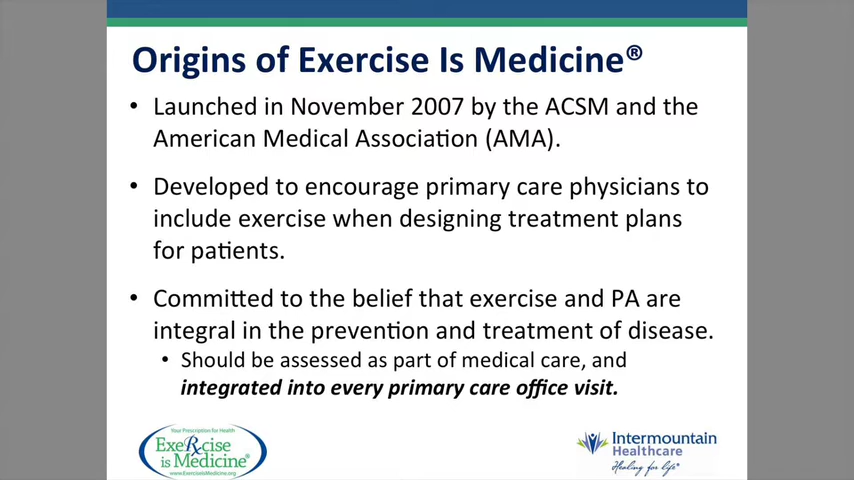 Origins of Exercise Is Medicine®
• Launched in November 2007 by the ACSM and the
American Medical Association (AMA).
• Developed to encourage primary care physicians to
include exercise when designing treatment plans
for patients.
• Committed to the belief that exercise and PA are
integral in the prevention and treatment of disease.
• Should be assessed as part of medical care, and
integrated into every primary care office visit.
Your Prescription for Health
ExeRxcise
is Medicine®
www.ExerciseIsMedicine.org
Intermountain
Healthcare
Healing for life®